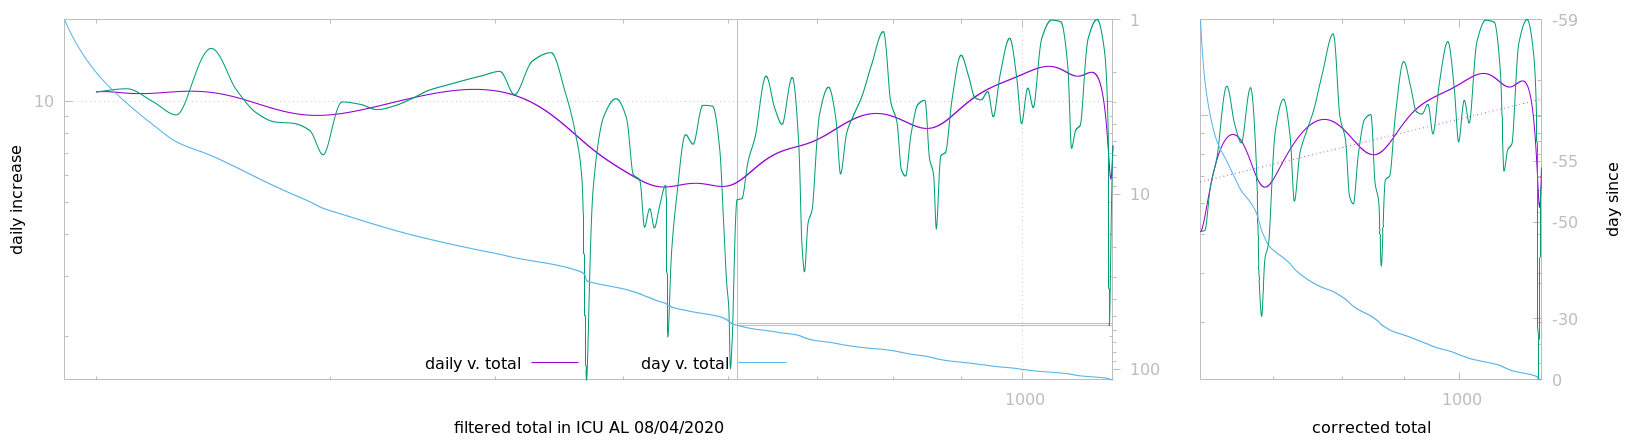 daily increase
10
daily v. total
day v. total
1
10
100
1000
filtered total in ICU AL 08/04/2020
-59
-55
-50
-30
0
day since
1000
corrected total